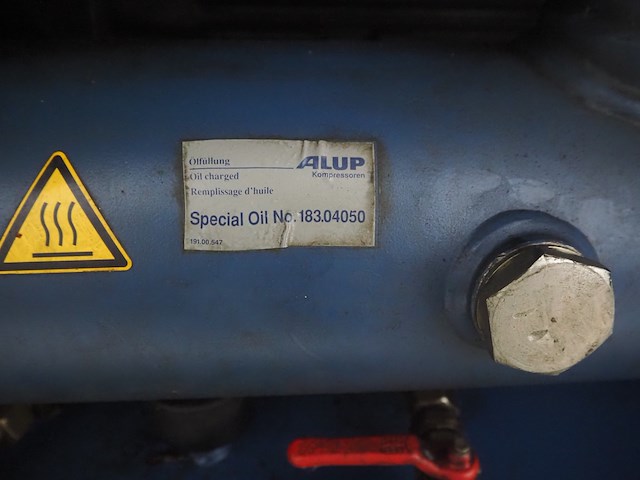 Ölfüllung
ALUP
Oil charged
Kompressoren
Remplissage d'huile
Special Oil No. 183.04050
191.00.547